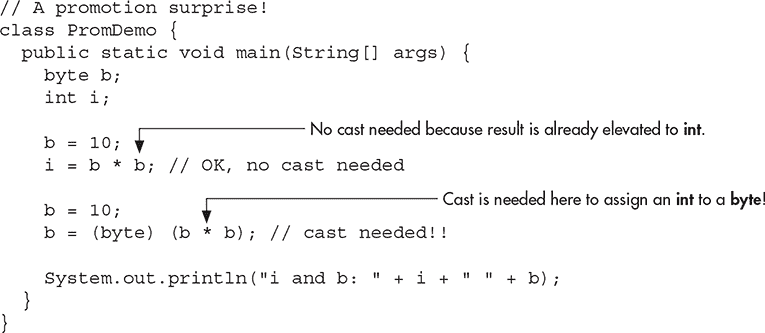 // A promotion surprise!
class PromDemo {
  public static void main(String[] args) {
    byte b;
    int i;
No cast needed because result is already elevated to int.
    b = 10;
    i = b * b; // OK, no cast needed
Cast is needed here to assign an int to a byte!
    b = 10;
    b = (byte) (b * b); // cast needed!!
    System.out.println("i and b: " + i + " " + b);
  }
}